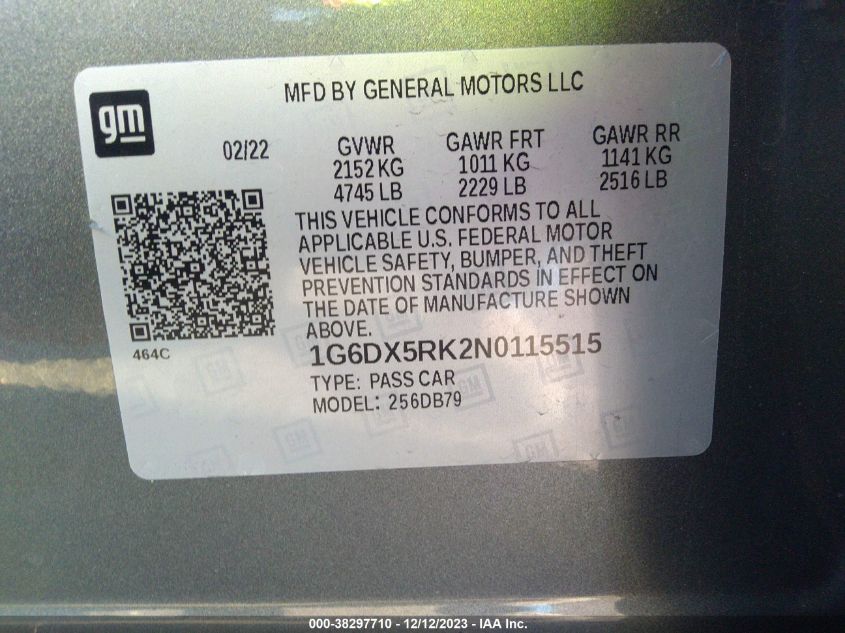 MFD BY GENERAL MOTORS LLC
gm
02/22
GVWR GAWR FRT GAWR RR
2152 KG 1011 KG 1141 KG
4745 LB 2229 LB 2516 LB
THIS VEHICLE CONFORMS TO ALL
APPLICABLE U.S. FEDERAL MOTOR
VEHICLE SAFETY, BUMPER, AND THEFT
PREVENTION STANDARDS IN EFFECT ON
THE DATE OF MANUFACTURE SHOWN
ABOVE.
464C
1G6DX5RK2N0115515
TYPE: PASS CAR
MODEL: 256DB79
000-38297710 - 12/12/2023 - IAA Inc.